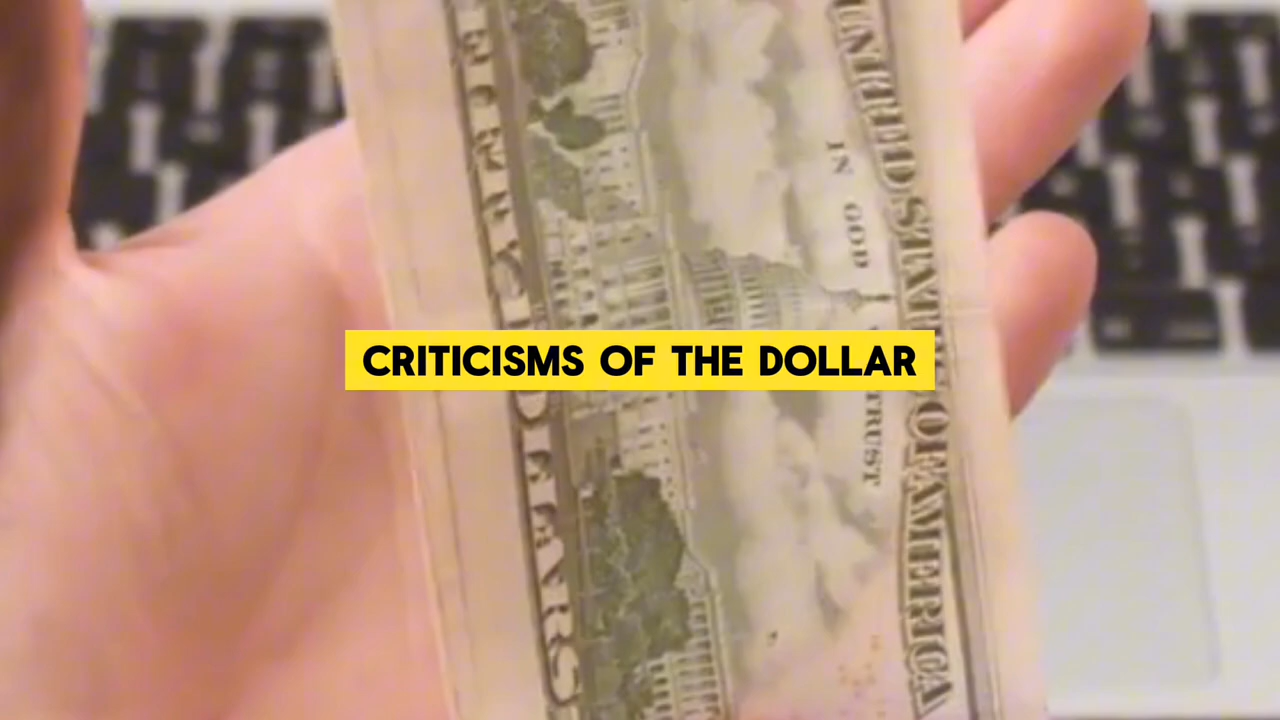 UNITED STATES OF AMERICA
IN GOD TRUST
CRITICISMS OF THE DOLLAR